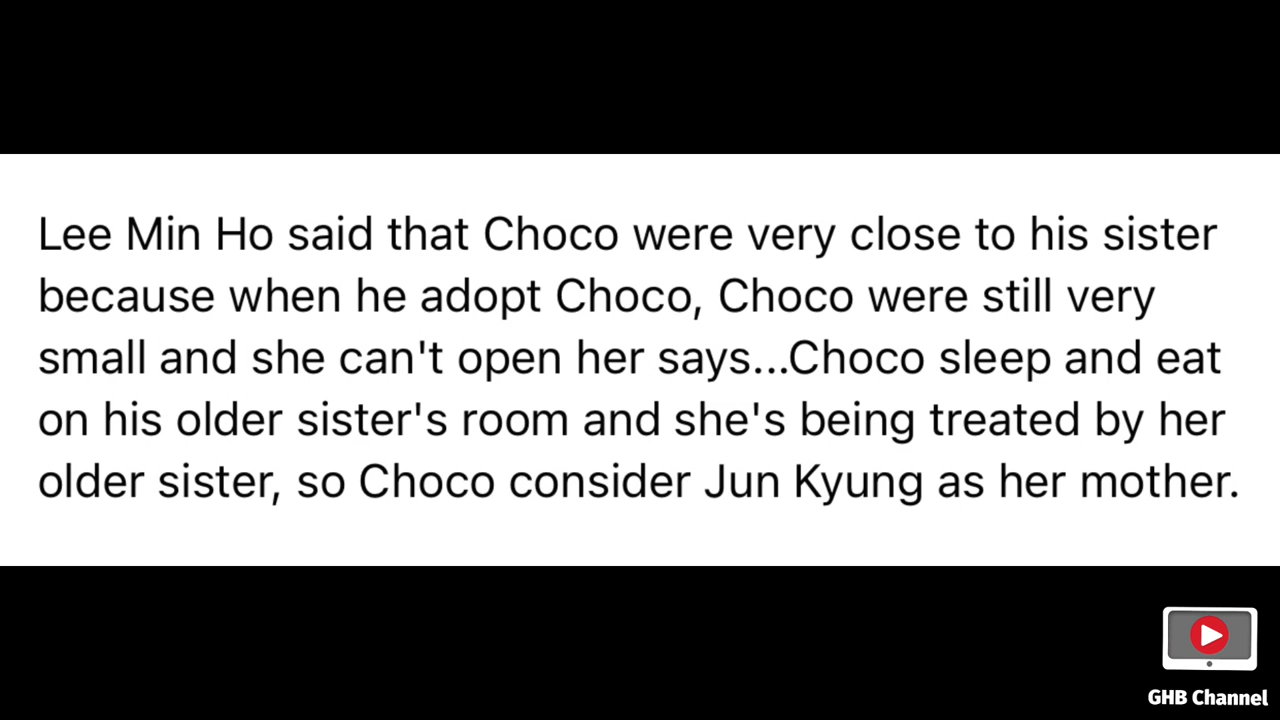 Lee Min Ho said that Choco were very close to his sister
because when he adopt Choco, Choco were still very
small and she can't open her says...Choco sleep and eat
on his older sister's room and she's being treated by her
older sister, so Choco consider Jun Kyung as her mother.
GHB Channel